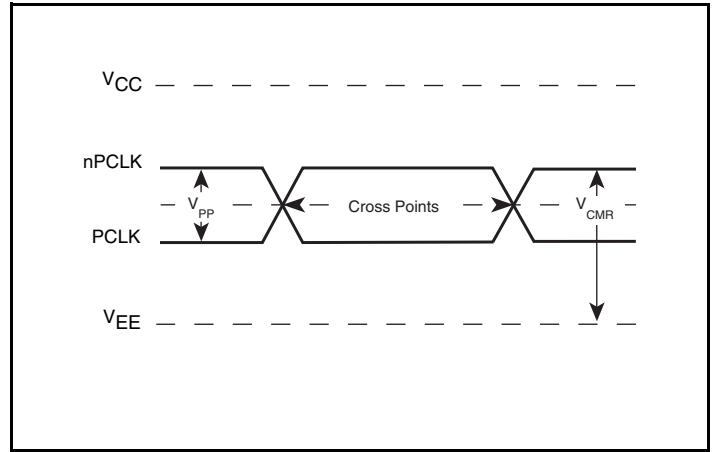 VCC
nPCLK
VPP
Cross Points
VCMR
PCLK
VEE